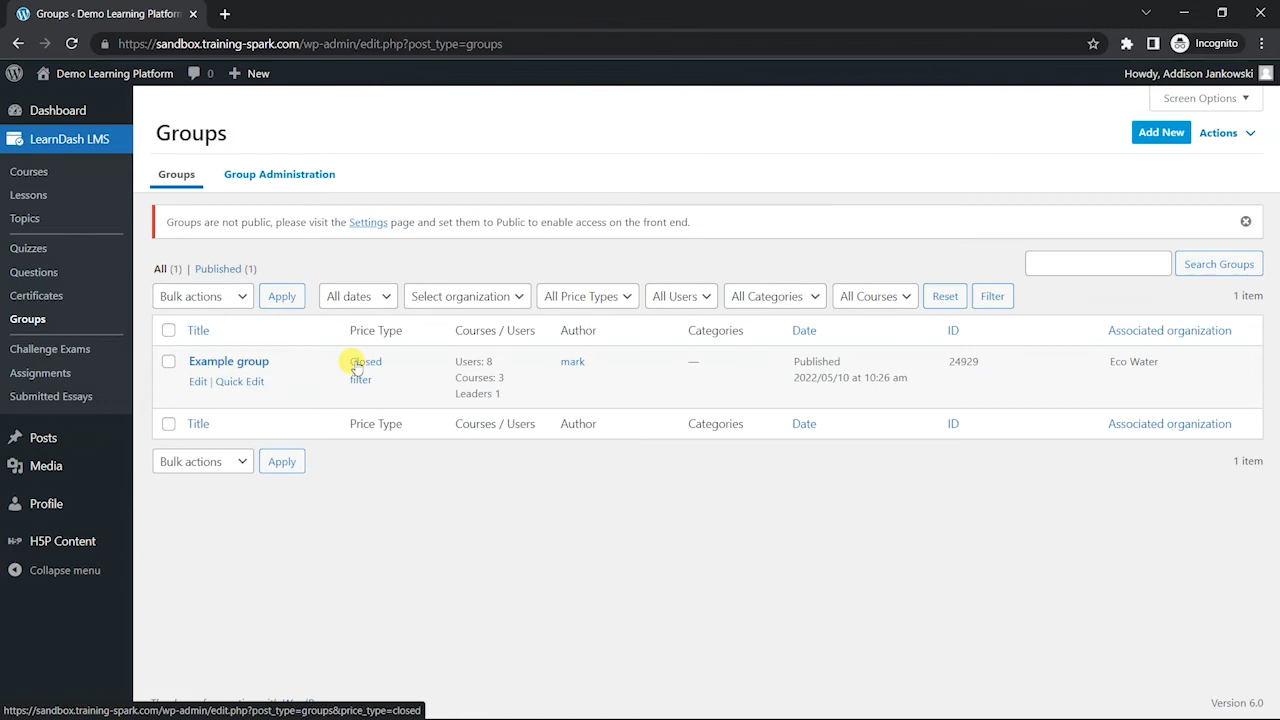 Groups ‹ Demo Learning Platform
https://sandbox.training-spark.com/wp-admin/edit.php?post_type=groups
Incognito
Demo Learning Platform
0
New
Howdy, Addison Jankowski
Dashboard
LearnDash LMS
Courses
Lessons
Topics
Quizzes
Questions
Certificates
Groups
Challenge Exams
Assignments
Submitted Essays
Posts
Media
Profile
H5P Content
Collapse menu
Screen Options
Groups
Add New
Actions
Groups
Group Administration
Groups are not public, please visit the Settings page and set them to Public to enable access on the front end.
All (1) | Published (1)
Search Groups
Bulk actions
Apply
All dates
Select organization
All Price Types
All Users
All Categories
All Courses
Reset
Filter
1 item
Title
Price Type
Courses / Users
Author
Categories
Date
ID
Associated organization
Example group
Edit | Quick Edit
Closed
filter
Users: 8
Courses: 3
Leaders 1
mark
—
Published
2022/05/10 at 10:26 am
24929
Eco Water
Title
Price Type
Courses / Users
Author
Categories
Date
ID
Associated organization
Bulk actions
Apply
1 item
Version 6.0
https://sandbox.training-spark.com/wp-admin/edit.php?post_type=groups&price_type=closed